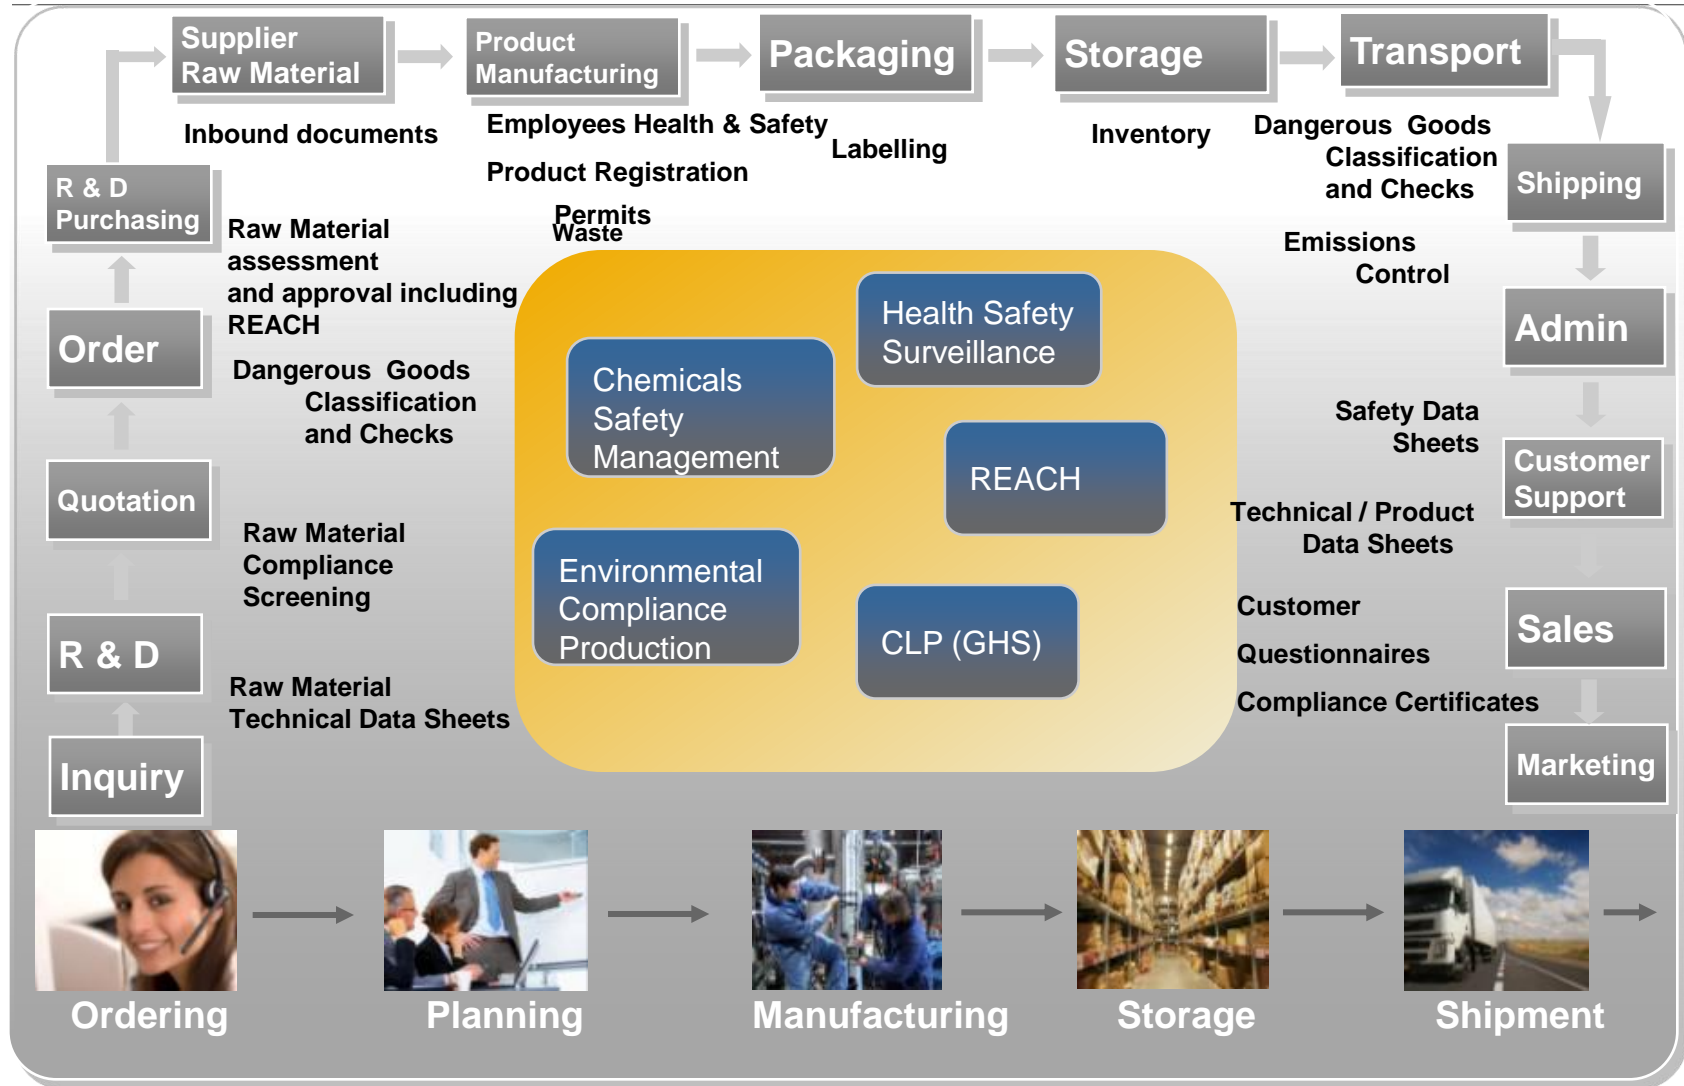 Supplier
Raw Material
Product
Manufacturing
Packaging
Storage
Transport
Inbound documents
Employees Health & Safety
Product Registration
Permits
Waste
Labelling
Inventory
Dangerous  Goods
Classification
and Checks
R & D
Purchasing
Shipping
Raw Material
assessment
and approval including
REACH
Emissions
Control
Order
Admin
Dangerous  Goods
Classification
and Checks
Safety Data
Sheets
Quotation
Customer
Support
Raw Material
Compliance
Screening
Technical / Product
Data Sheets
R & D
Customer
Questionnaires
Compliance Certificates
Sales
Raw Material
Technical Data Sheets
Inquiry
Marketing
Health Safety
Surveillance
Chemicals
Safety
Management
REACH
Environmental
Compliance
Production
CLP (GHS)
Ordering
Planning
Manufacturing
Storage
Shipment